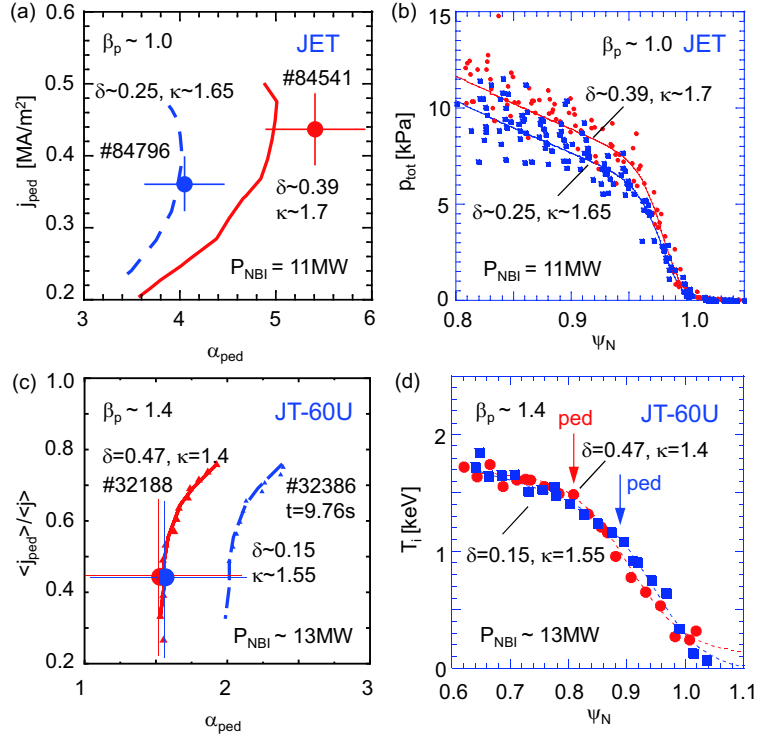 (a)
β_p ~ 1.0
JET
δ~0.25, κ~1.65
#84541
#84796
δ~0.39
κ~1.7
P_NBI = 11MW
j_ped [MA/m²]
0.6
0.5
0.4
0.3
0.2
3
4
5
6
α_ped
(b)
β_p ~ 1.0
JET
δ~0.39, κ~1.7
δ~0.25, κ~1.65
P_NBI = 11MW
p_tot [kPa]
15
10
5
0
0.8
0.9
1.0
ψ_N
(c)
β_p ~ 1.4
JT-60U
δ=0.47, κ=1.4
#32188
#32386
t=9.76s
δ~0.15
κ~1.55
P_NBI ~ 13MW
<j_ped>/<j>
1.0
0.8
0.6
0.4
0.2
1
2
3
α_ped
(d)
β_p ~ 1.4
JT-60U
ped
δ=0.47, κ=1.4
ped
δ=0.15, κ=1.55
P_NBI ~ 13MW
T_i [keV]
2
1
0
0.6
0.7
0.8
0.9
1.0
1.1
ψ_N